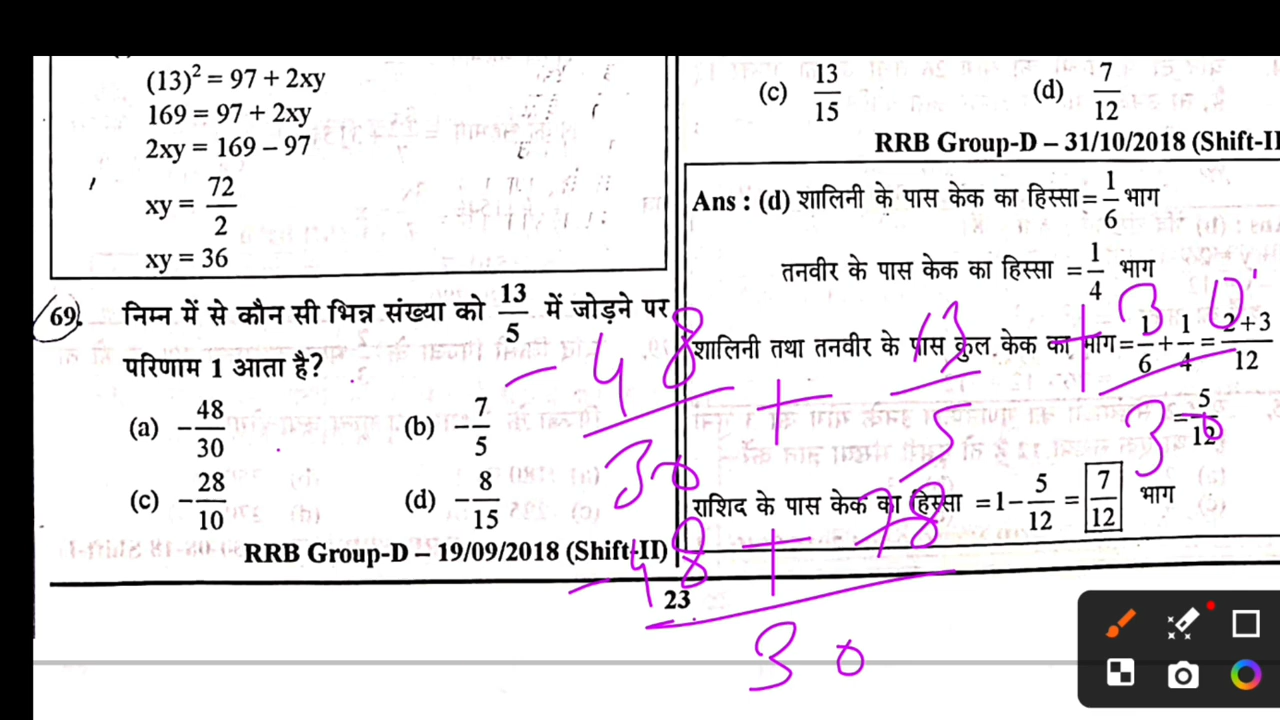 (13)² = 97 + 2xy
169 = 97 + 2xy
2xy = 169 – 97
xy = 72/2
xy = 36
69. निम्न में से कौन सी भिन्न संख्या को 13/5 में जोड़ने पर
परिणाम 1 आता है?
(a) -48/30 (b) -7/5
(c) -28/10 (d) -8/15
RRB Group-D – 19/09/2018 (Shift-II)
(c) 13/15 (d) 7/12
RRB Group-D – 31/10/2018 (Shift-II
Ans : (d) शालिनी के पास केक का हिस्सा = 1/6 भाग
तनवीर के पास केक का हिस्सा = 1/4 भाग
शालिनी तथा तनवीर के पास कुल केक का भाग = 1/6 + 1/4 = 2+3/12
= 5/12
राशिद के पास केक का हिस्सा = 1 - 5/12 = 7/12 भाग
23
- 48/30 + 13/5 + 30/30
- 48 + 78/30